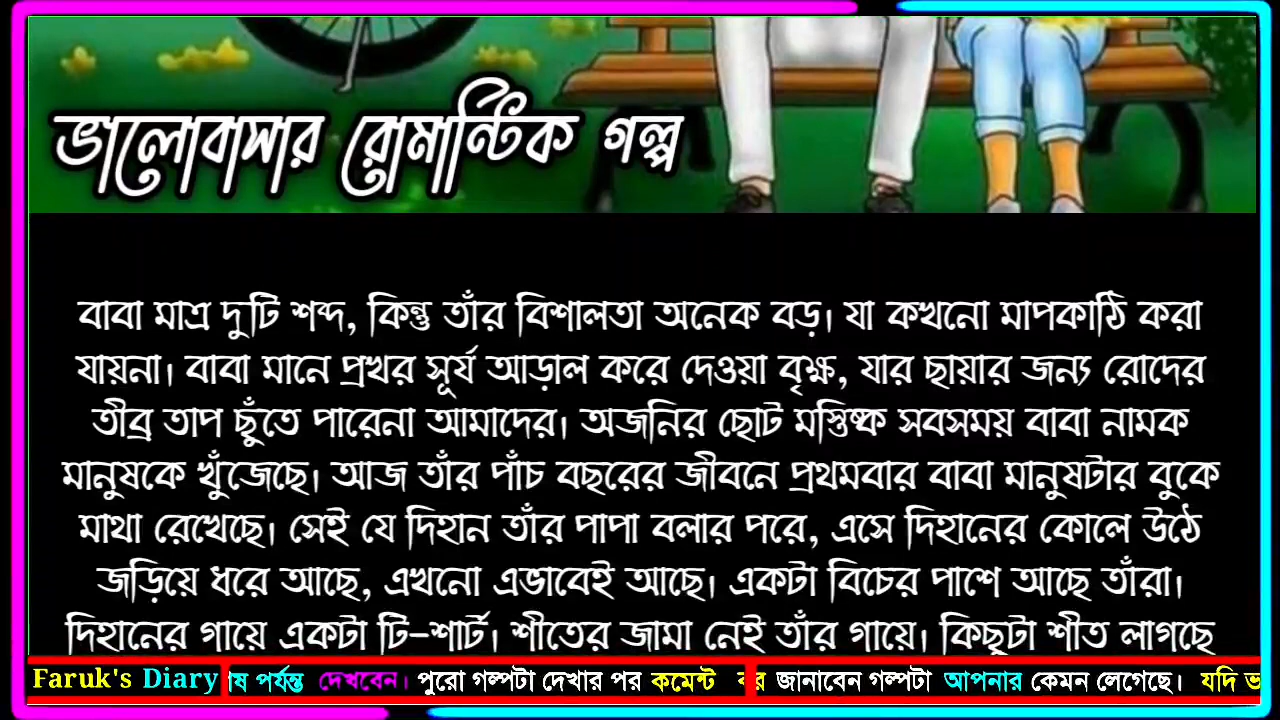 ভালোবাসার রোমান্টিক গল্প
বাবা মাত্র দুটি শব্দ, কিন্তু তাঁর বিশালতা অনেক বড়। যা কখনো মাপকাঠি করা
যায়না। বাবা মানে প্রখর সূর্য আড়াল করে দেওয়া বৃক্ষ, যার ছায়ার জন্য রোদের
তীব্র তাপ ছুঁতে পারেনা আমাদের। অজনির ছোট মস্তিষ্ক সবসময় বাবা নামক
মানুষকে খুঁজেছে। আজ তাঁর পাঁচ বছরের জীবনে প্রথমবার বাবা মানুষটার বুকে
মাথা রেখেছে। সেই যে দিহান তাঁর পাপা বলার পরে, এসে দিহানের কোলে উঠে
জড়িয়ে ধরে আছে, এখনো এভাবেই আছে। একটা বিচের পাশে আছে তাঁরা।
দিহানের গায়ে একটা টি-শার্ট। শীতের জামা নেই তাঁর গায়ে। কিছুটা শীত লাগছে
Faruk's Diary পর্যন্ত দেখবেন। পুরো গল্পটা দেখার পর কমেন্ট জানাবেন গল্পটা আপনার কেমন লেগেছে। যদি